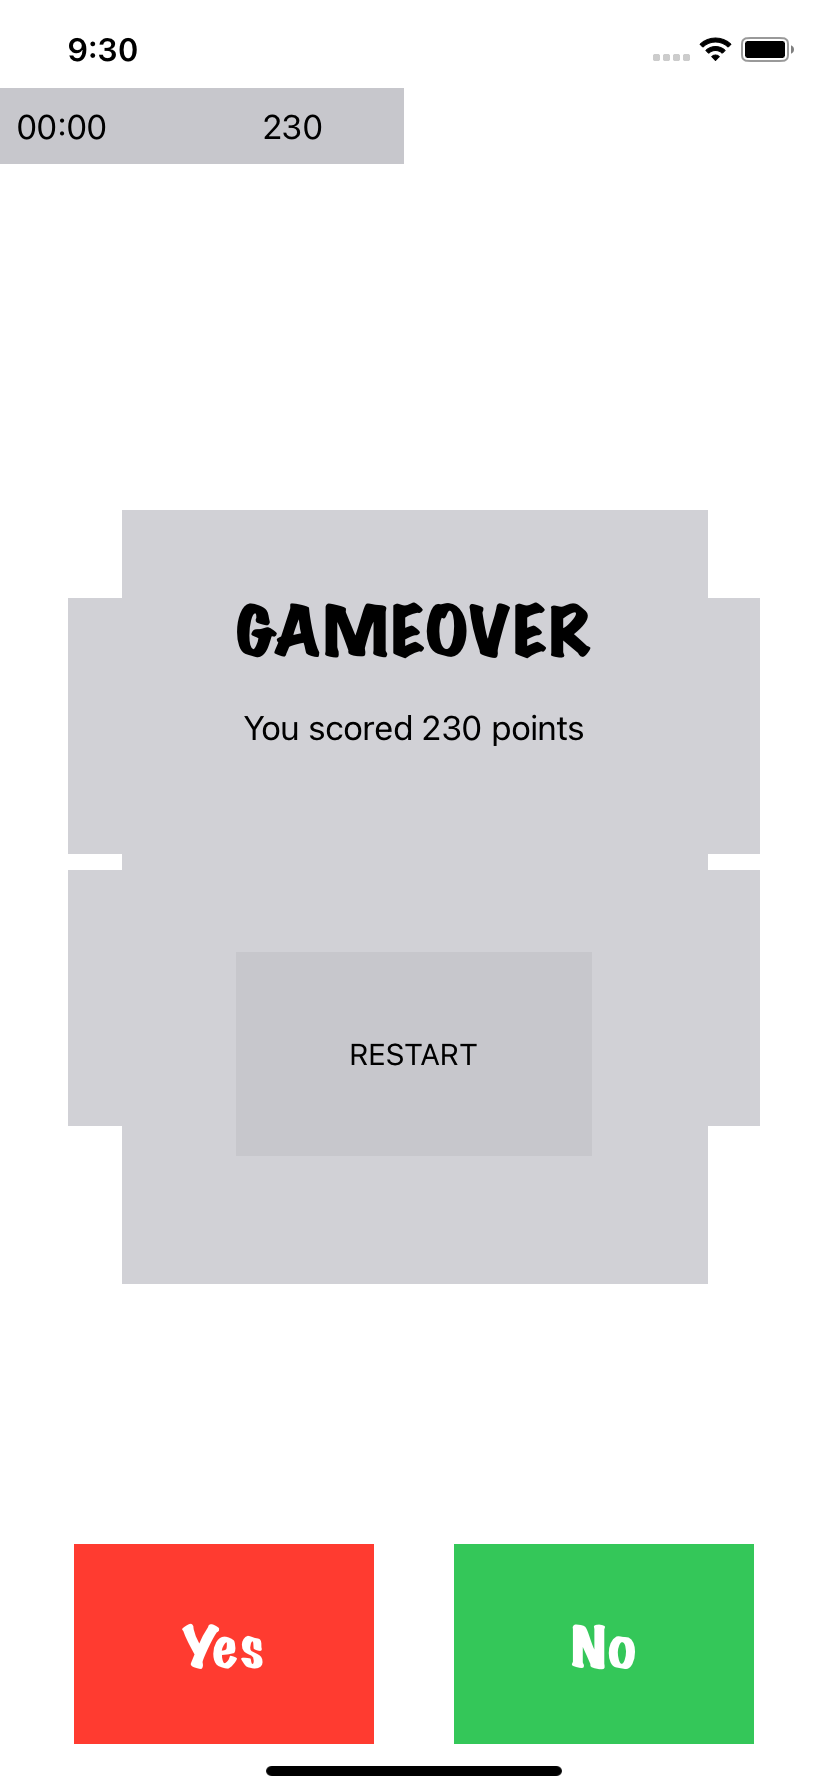 9:30
00:00 230
GAMEOVER
You scored 230 points
RESTART
Yes No